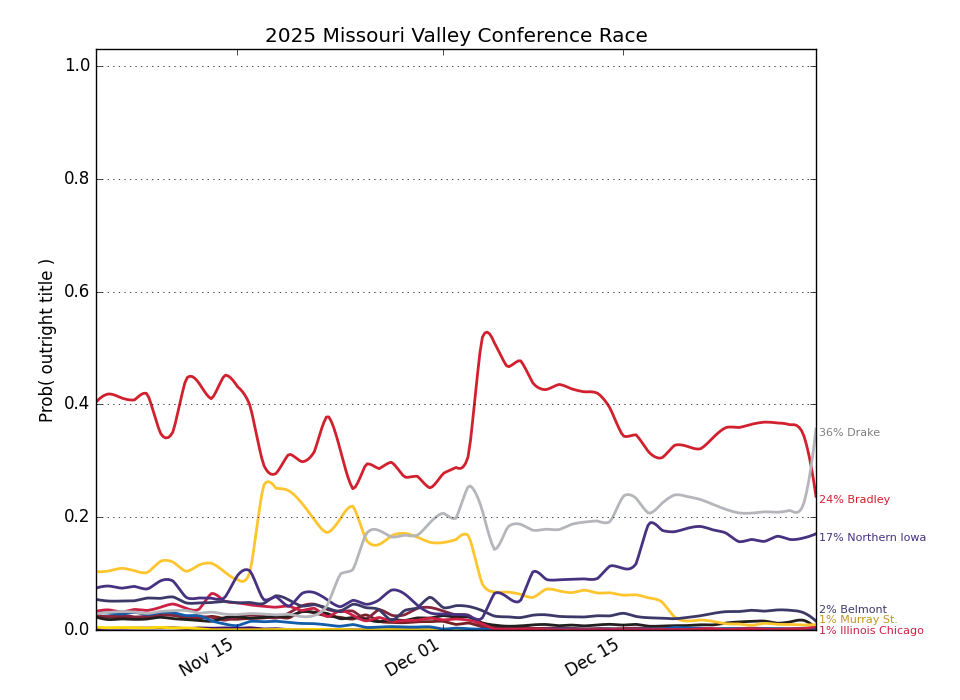 2025 Missouri Valley Conference Race
1.0
0.8
0.6
0.4
0.2
0.0
Prob( outright title )
Nov 15
Dec 01
Dec 15
36% Drake
24% Bradley
17% Northern Iowa
2% Belmont
1% Murray St.
1% Illinois Chicago